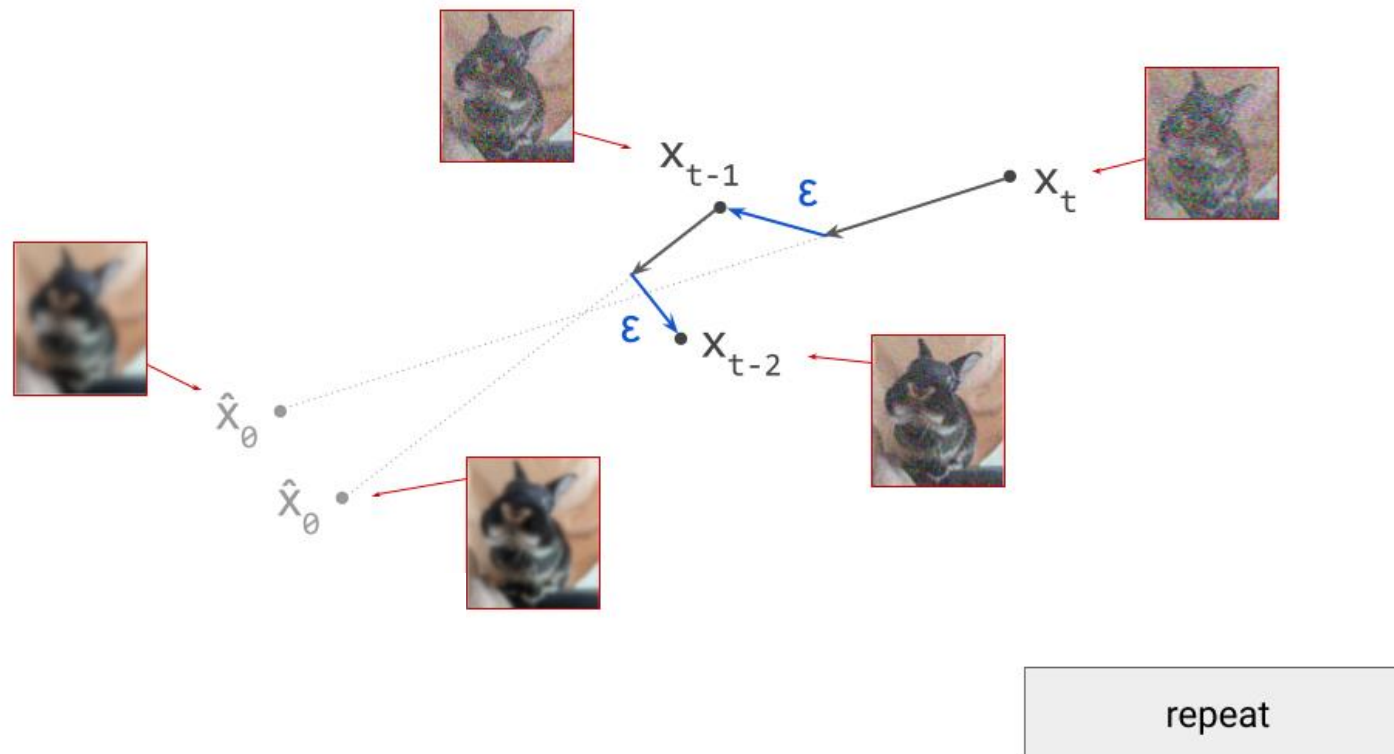 x_{t-1}
ε
x_t
ε
x_{t-2}
x̂_0
x̂_0
repeat